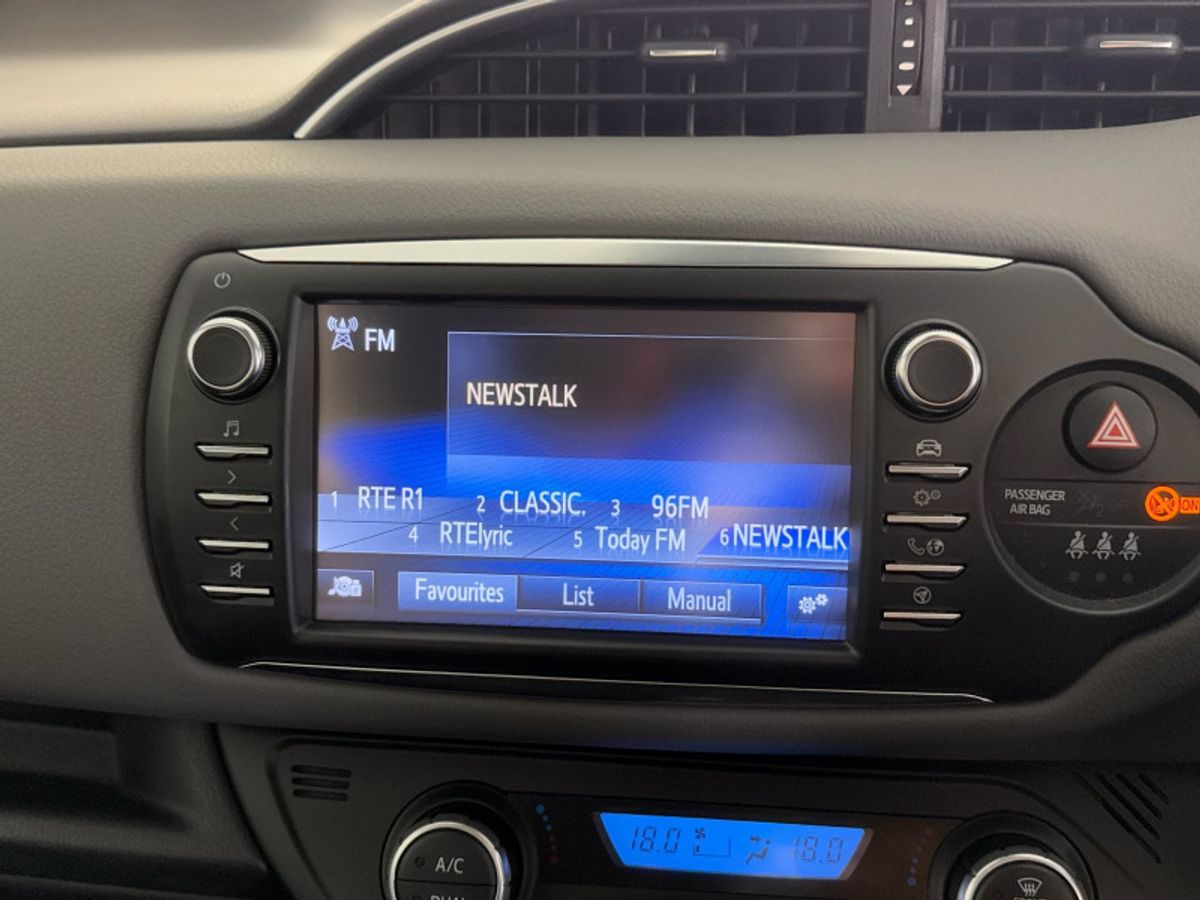 FM
NEWSTALK
1 RTE R1 2 CLASSIC. 3 96FM
4 RTElyric 5 Today FM 6 NEWSTALK
Favourites List Manual
PASSENGER
AIR BAG
ON
18.0 18.0
A/C